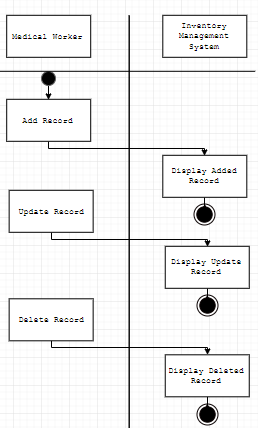 Medical Worker
Inventory
Management
System
Add Record
Display Added
Record
Update Record
Display Update
Record
Delete Record
Display Deleted
Record